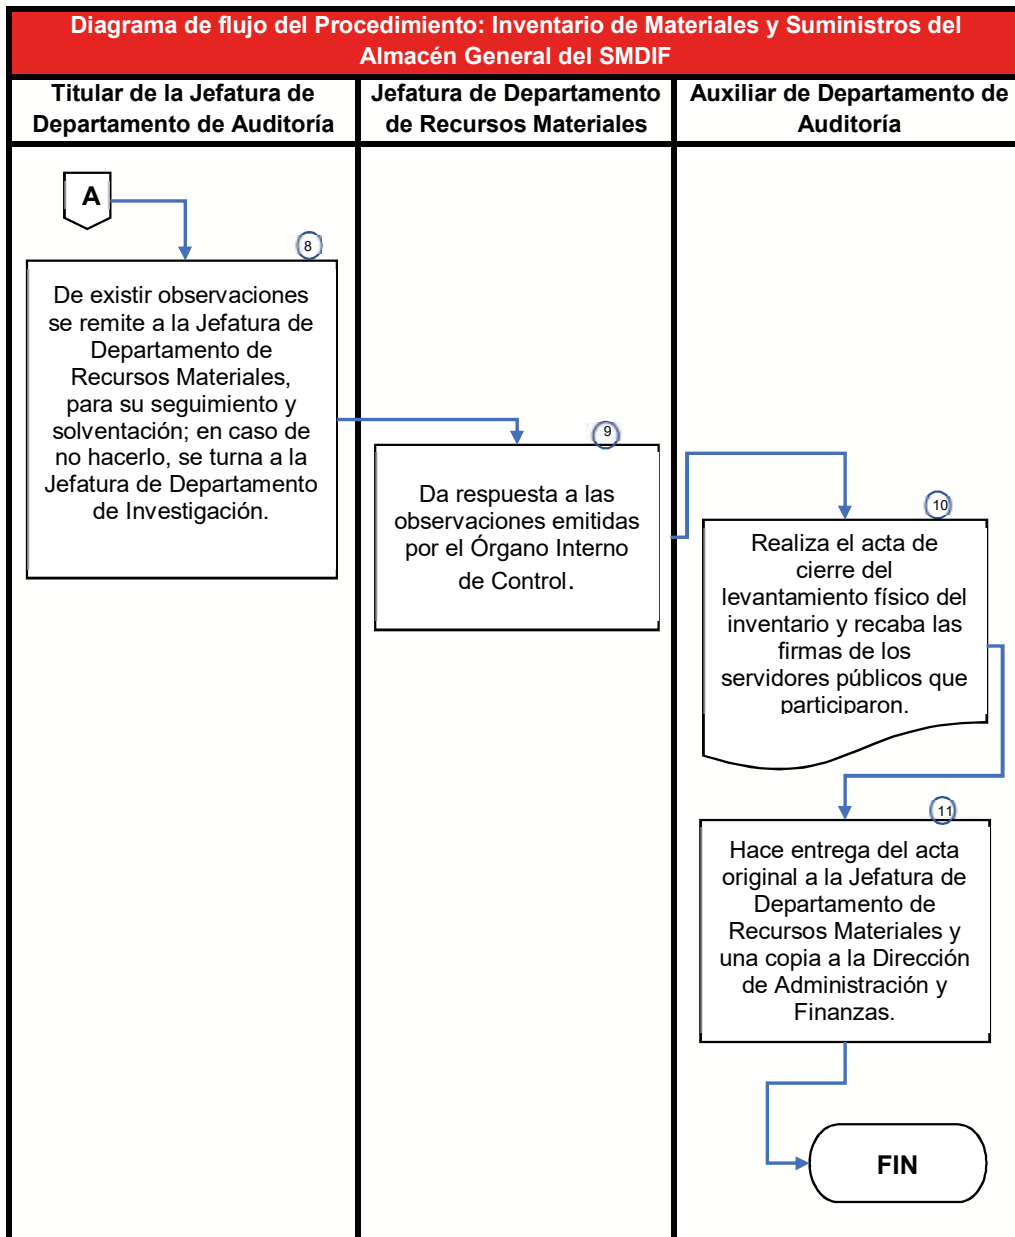 Diagrama de flujo del Procedimiento: Inventario de Materiales y Suministros del
Almacén General del SMDIF
Titular de la Jefatura de
Departamento de Auditoría
Jefatura de Departamento
de Recursos Materiales
Auxiliar de Departamento de
Auditoría
A
8
De existir observaciones
se remite a la Jefatura de
Departamento de
Recursos Materiales,
para su seguimiento y
solventación; en caso de
no hacerlo, se turna a la
Jefatura de Departamento
de Investigación.
9
Da respuesta a las
observaciones emitidas
por el Órgano Interno
de Control.
10
Realiza el acta de
cierre del
levantamiento físico del
inventario y recaba las
firmas de los
servidores públicos que
participaron.
11
Hace entrega del acta
original a la Jefatura de
Departamento de
Recursos Materiales y
una copia a la Dirección
de Administración y
Finanzas.
FIN